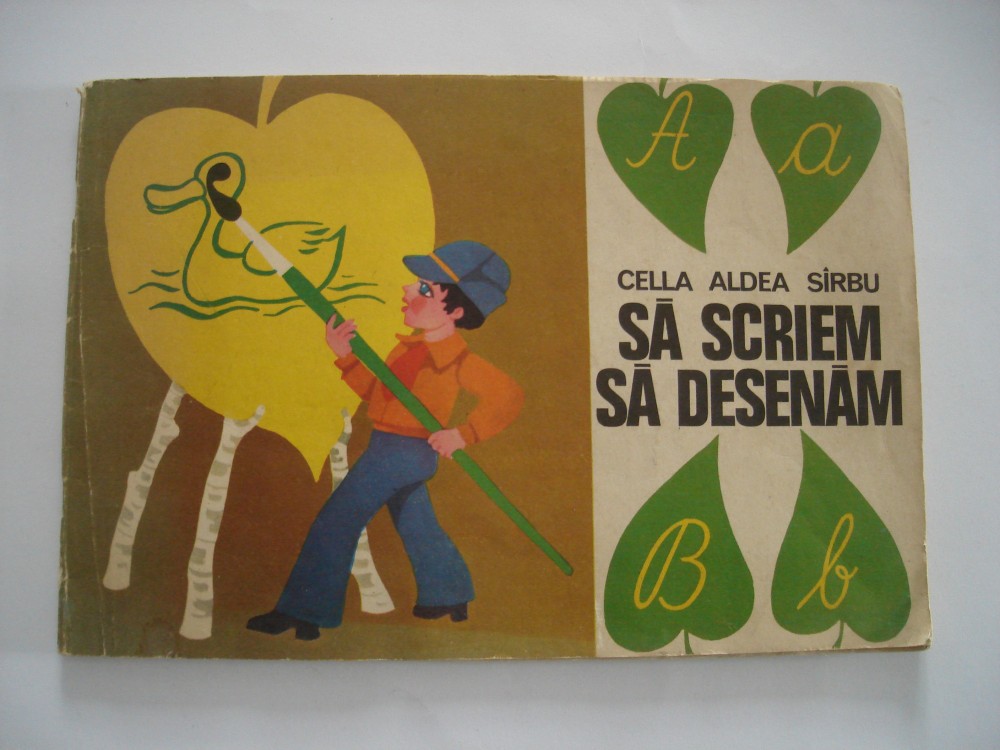 A a
CELLA ALDEA SÎRBU
SĂ SCRIEM
SĂ DESENĂM
B b